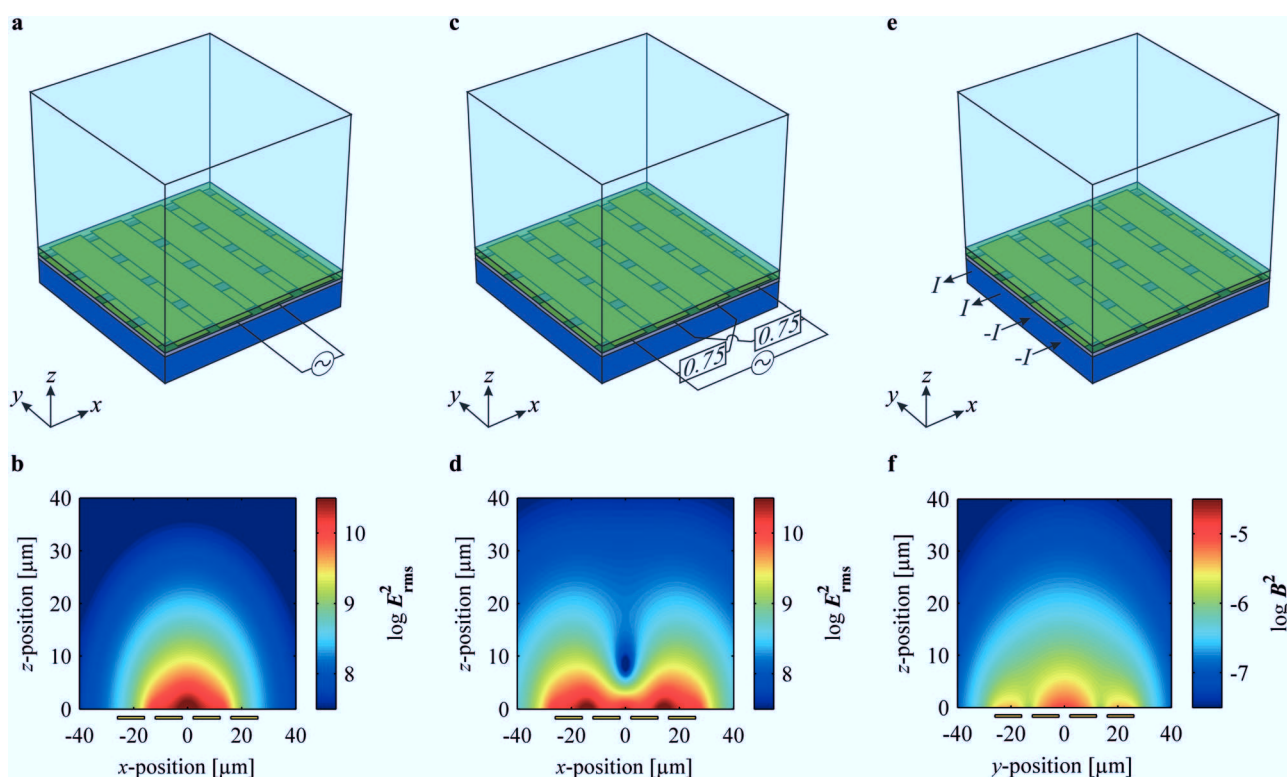 a
c
e
0.75
0.75
I
I
-I
-I
z
y
x
z
y
x
z
y
x
b
d
f
40
30
20
10
0
z-position [µm]
-40 -20 0 20 40
x-position [µm]
10
9
8
log E²rms
40
30
20
10
0
z-position [µm]
-40 -20 0 20 40
x-position [µm]
10
9
8
log E²rms
40
30
20
10
0
z-position [µm]
-40 -20 0 20 40
y-position [µm]
-5
-6
-7
log B²